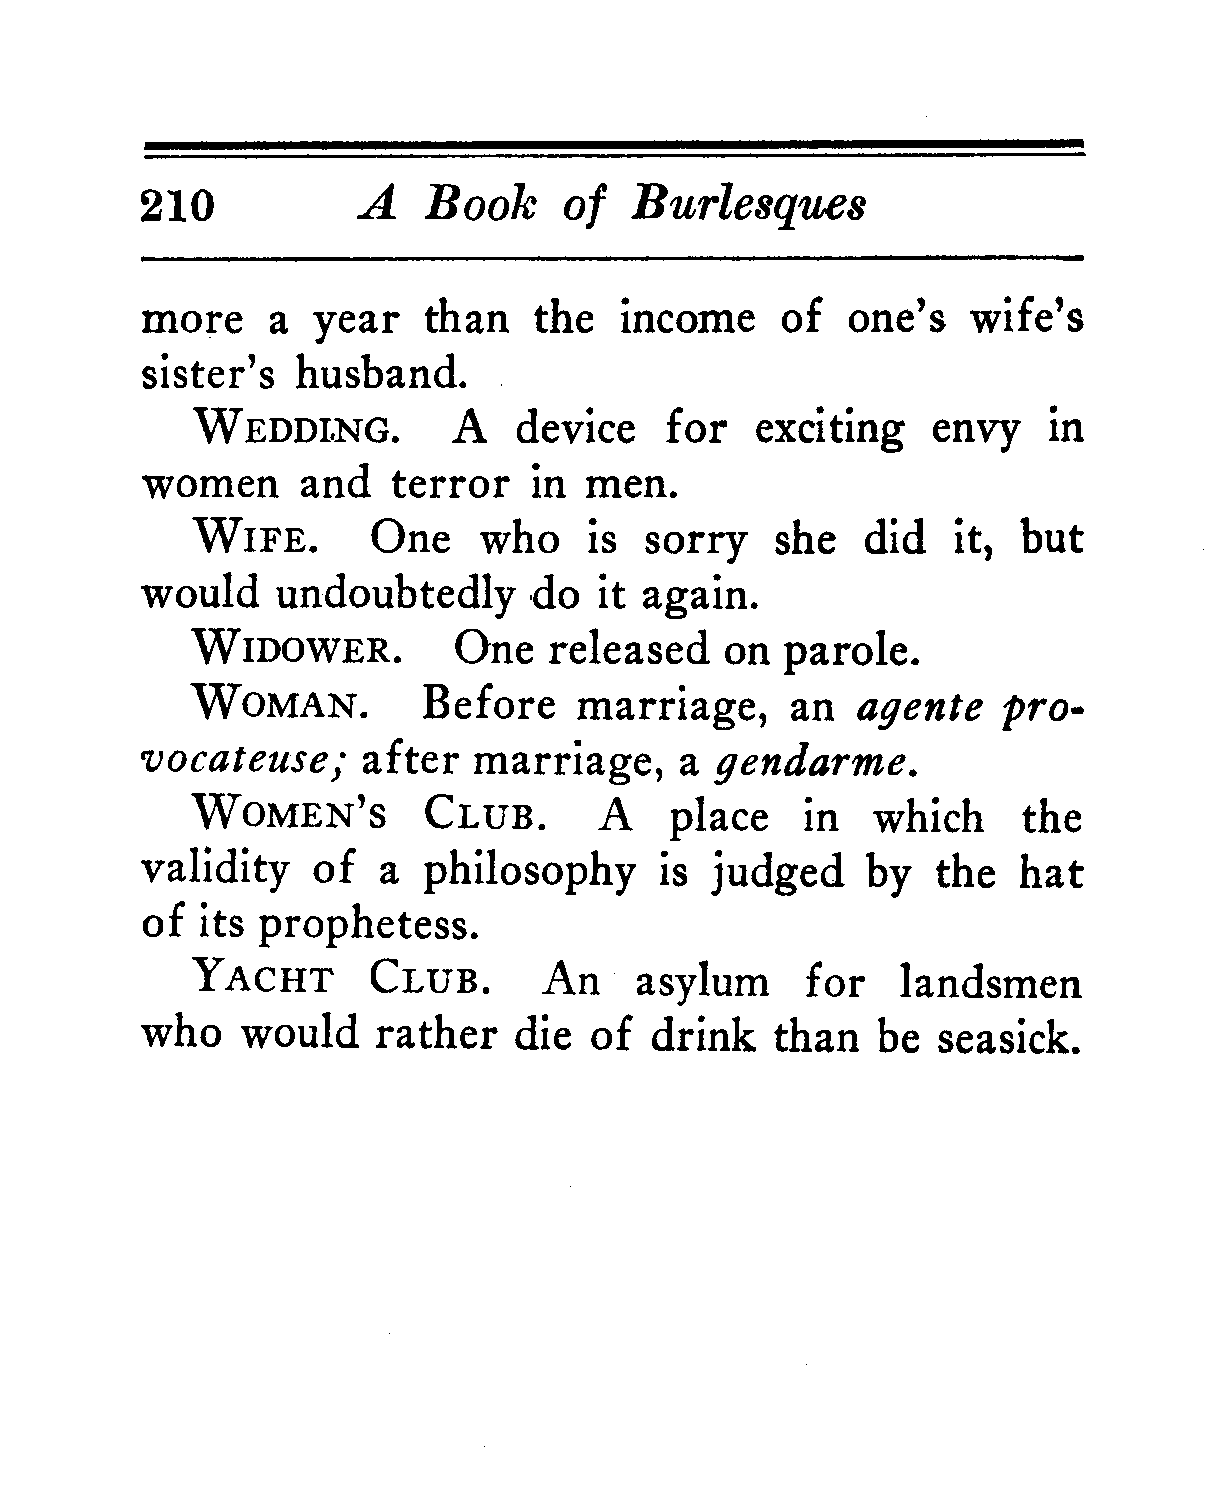 210 A Book of Burlesques
more a year than the income of one's wife's
sister's husband.
WEDDING. A device for exciting envy in
women and terror in men.
WIFE. One who is sorry she did it, but
would undoubtedly do it again.
WIDOWER. One released on parole.
WOMAN. Before marriage, an agente pro-
vocateuse; after marriage, a gendarme.
WOMEN'S CLUB. A place in which the
validity of a philosophy is judged by the hat
of its prophetess.
YACHT CLUB. An asylum for landsmen
who would rather die of drink than be seasick.